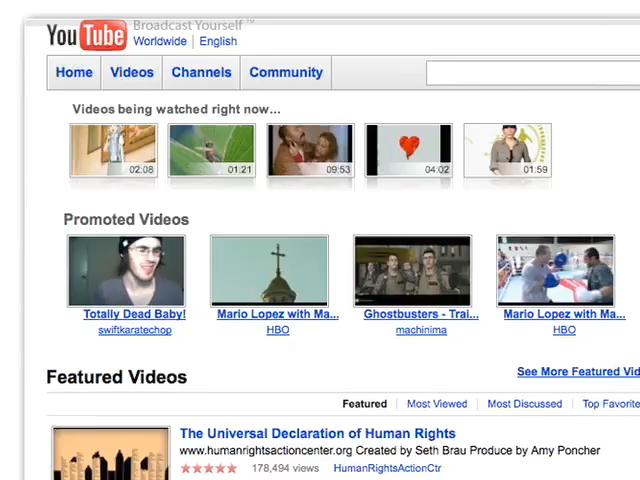 You Tube
Broadcast Yourself ™
Worldwide | English
Home Videos Channels Community
Videos being watched right now...
02:08 01:21 09:53 04:02 01:59
Promoted Videos
Totally Dead Baby! Mario Lopez with Ma... Ghostbusters - Trai... Mario Lopez with Ma...
swiftkaratechop HBO machinima HBO
See More Featured Vid
Featured Videos
Featured | Most Viewed | Most Discussed | Top Favorite
The Universal Declaration of Human Rights
www.humanrightsactioncenter.org Created by Seth Brau Produce by Amy Poncher
178,494 views HumanRightsActionCtr